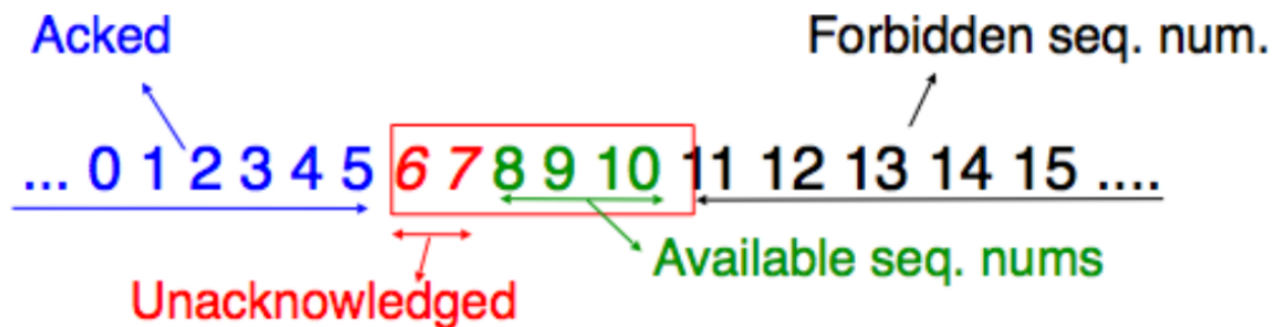 Acked
Forbidden seq. num.
... 0 1 2 3 4 5 6 7 8 9 10 11 12 13 14 15 ....
Available seq. nums
Unacknowledged